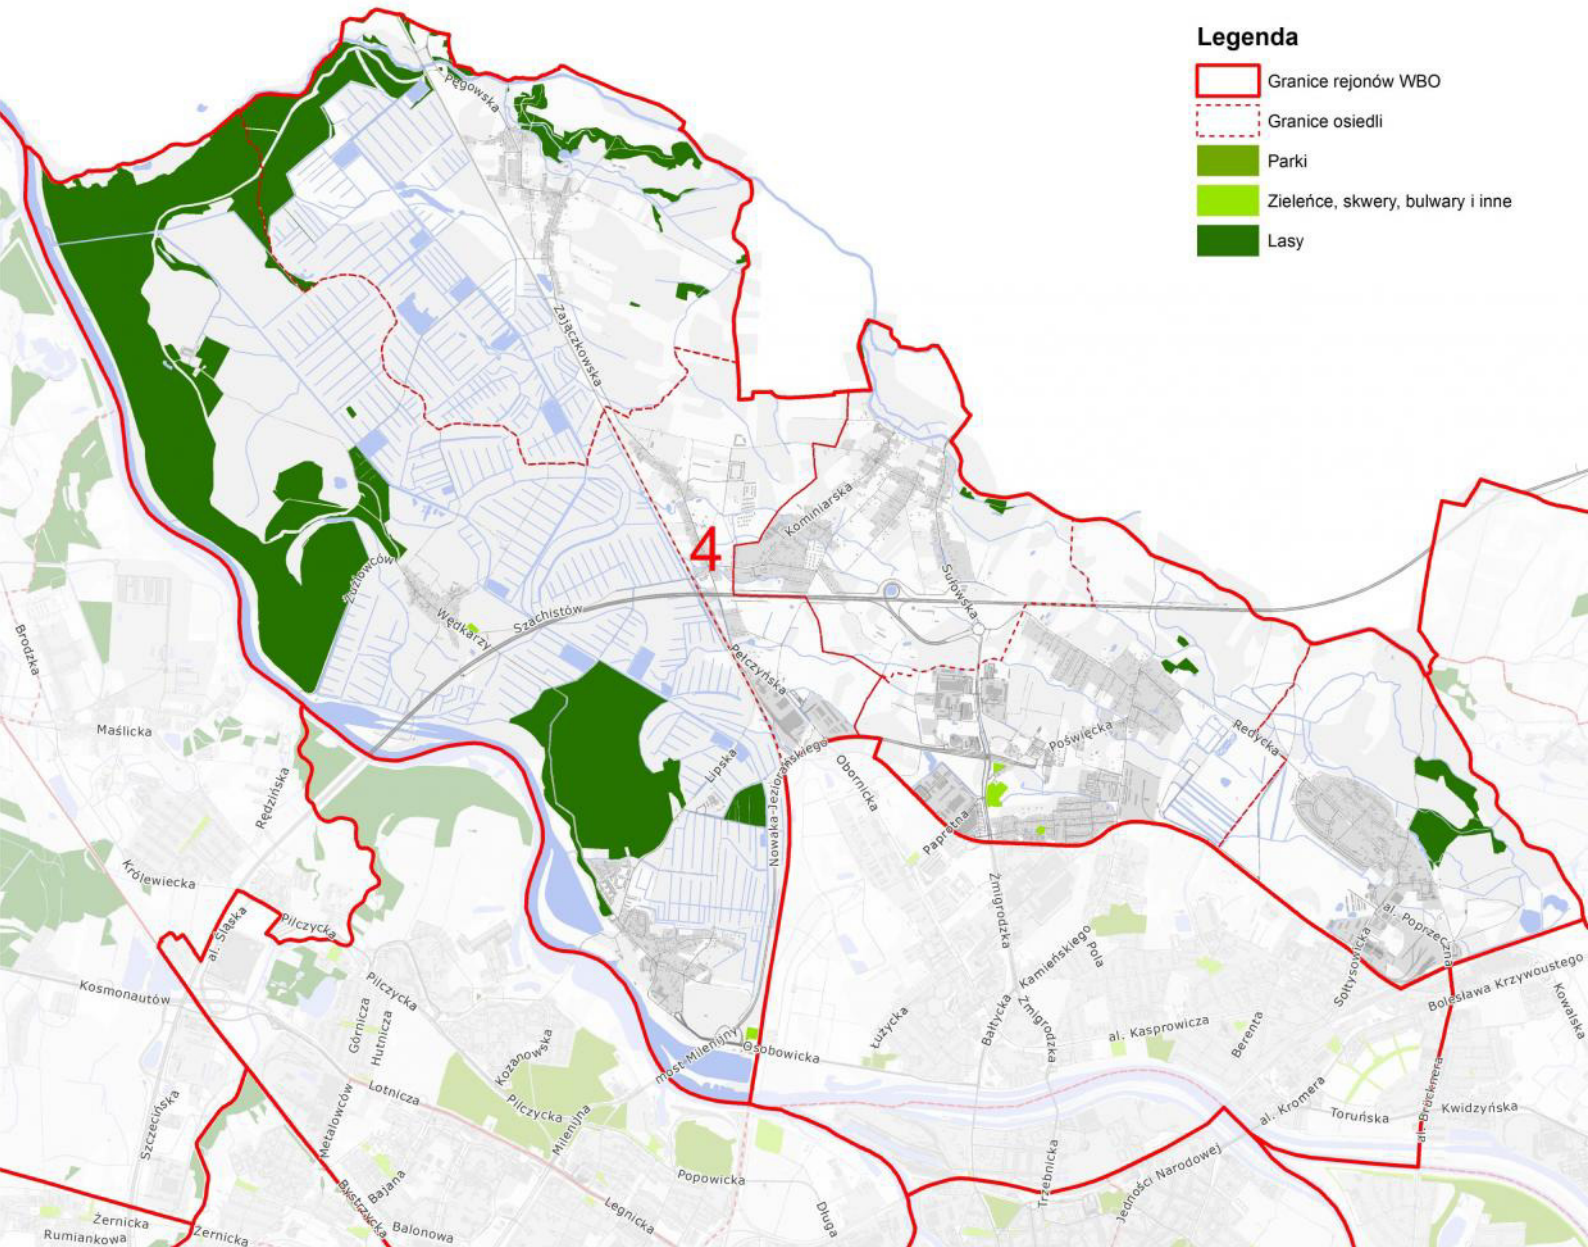 Legenda
Granice rejonów WBO
Granice osiedli
Parki
Zieleńce, skwery, bulwary i inne
Lasy
Pęgowska
Zajączkowska
4
Kominiarska
Sułowska
Żużlowców
Wędkarzy
Szachistów
Pełczyńska
Brodzka
Maślicka
Rędzińska
Lipska
Nowaka-Jeziorańskiego
Obornicka
Poświęcka
Redycka
Paprotna
Żmigrodzka
Królewiecka
al. Śląska
Pilczycka
Kosmonautów
Pilczycka
Górnicza
Hutnicza
Kozanowska
most Milenijny
Osobowicka
Łużycka
Bałtycka
Kamieńskiego
Pola
Żmigrodzka
al. Kasprowicza
Berenta
Sołtysowicka
al. Poprzeczna
Bolesława Krzywoustego
Kowalska
Szczecińska
Metalowców
Lotnicza
Pilczycka
Milenijna
al. Kromera
Toruńska
al. Brücknera
Kwidzyńska
Żernicka
Rumiankowa
Żernicka
Bystrzycka
Bajana
Balonowa
Legnicka
Popowicka
Długa
Trzebnicka
Jedności Narodowej